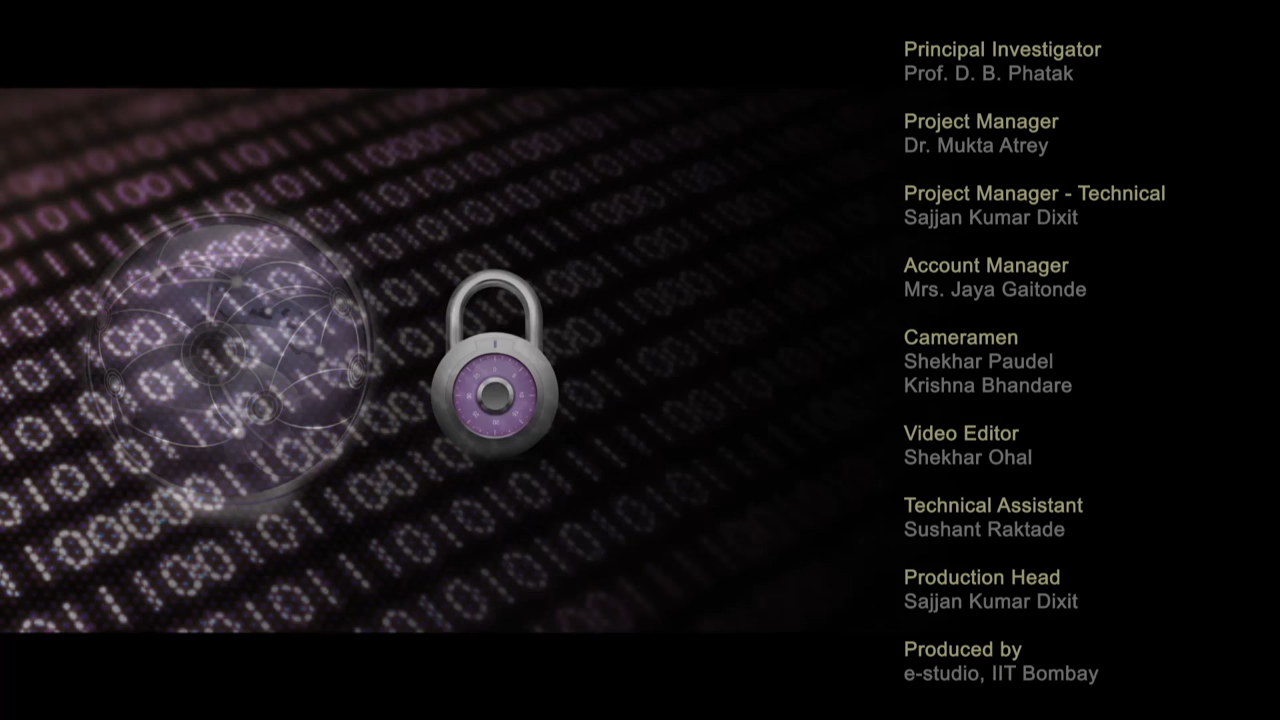 Principal Investigator
Prof. D. B. Phatak
Project Manager
Dr. Mukta Atrey
Project Manager - Technical
Sajjan Kumar Dixit
Account Manager
Mrs. Jaya Gaitonde
Cameramen
Shekhar Paudel
Krishna Bhandare
Video Editor
Shekhar Ohal
Technical Assistant
Sushant Raktade
Production Head
Sajjan Kumar Dixit
Produced by
e-studio, IIT Bombay